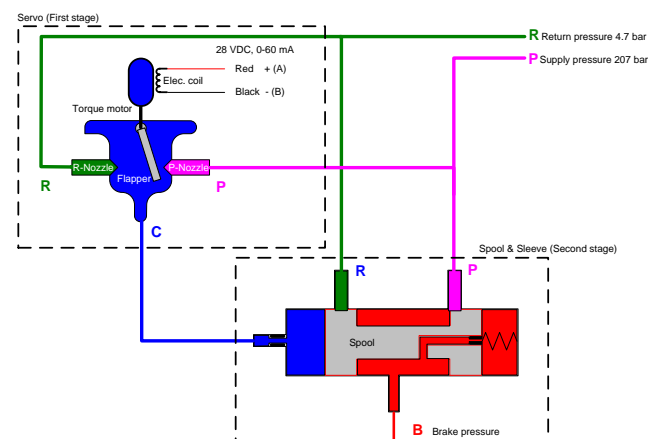 Servo (First stage)
R Return pressure 4.7 bar
28 VDC, 0-60 mA
P Supply pressure 207 bar
Red + (A)
Elec. coil
Black - (B)
Torque motor
R-Nozzle
P-Nozzle
Flapper
R
P
C
Spool & Sleeve (Second stage)
R
P
Spool
B Brake pressure